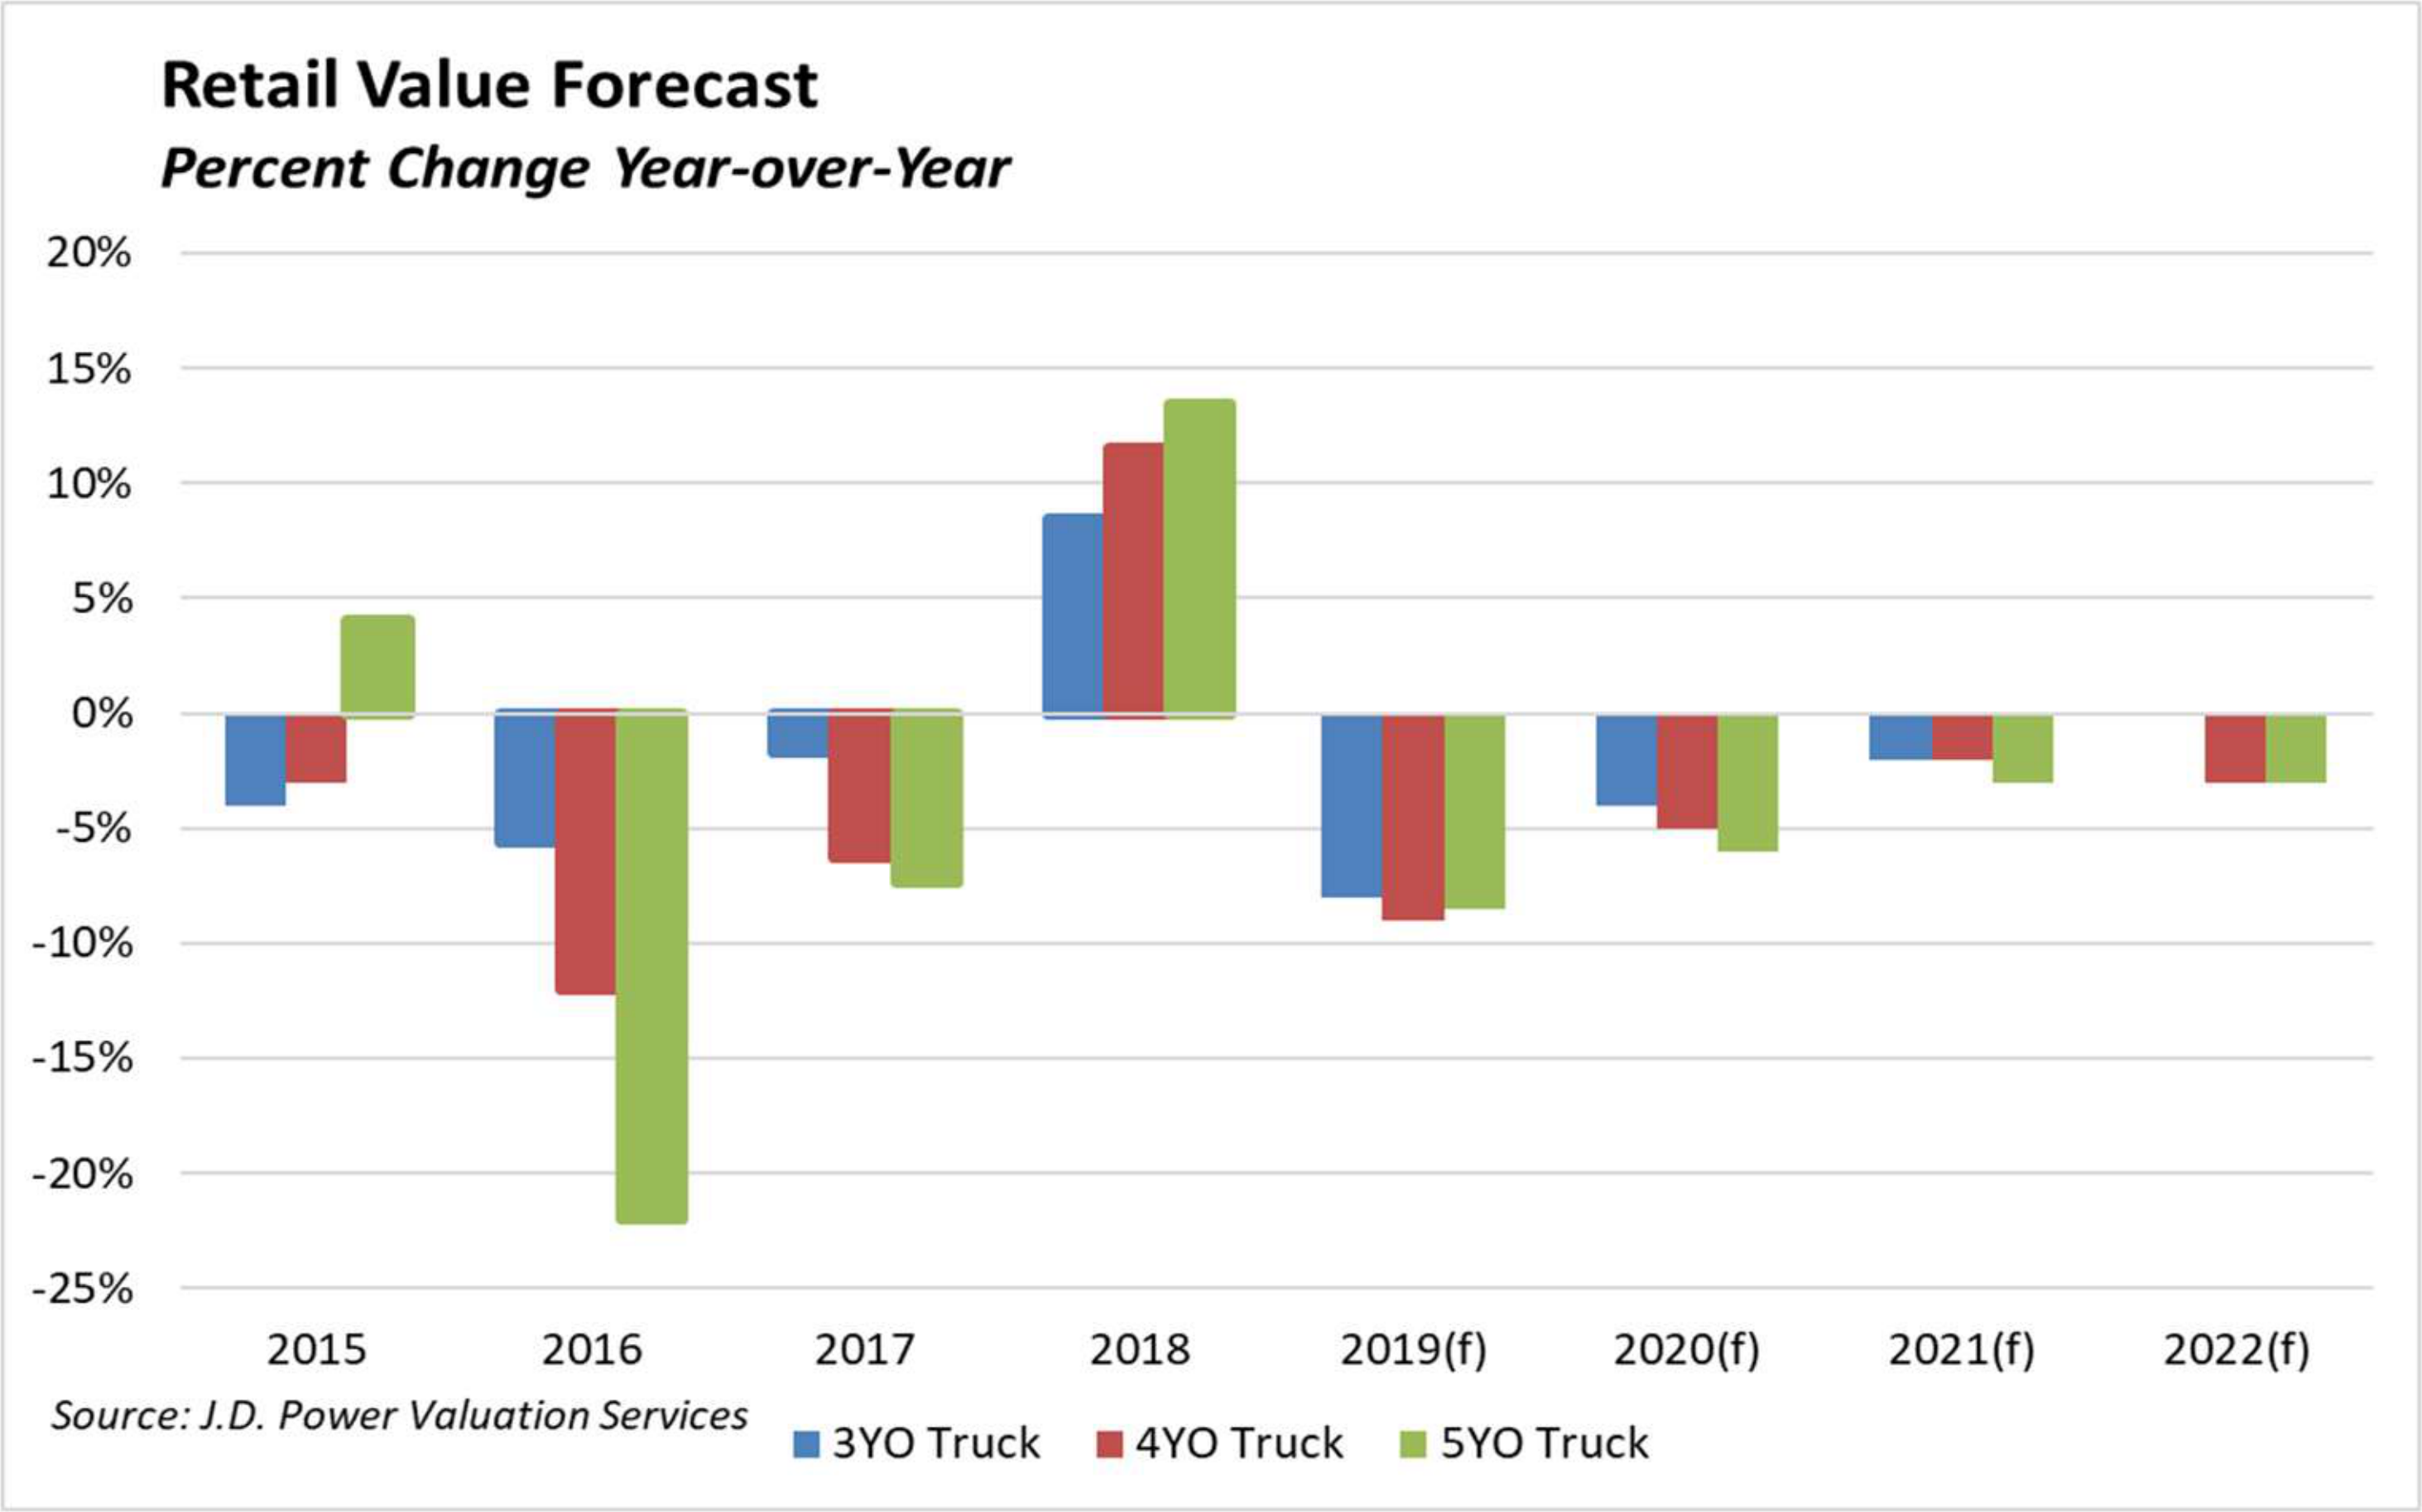 Retail Value Forecast
Percent Change Year-over-Year
20%
15%
10%
5%
0%
-5%
-10%
-15%
-20%
-25%
2015 2016 2017 2018 2019(f) 2020(f) 2021(f) 2022(f)
Source: J.D. Power Valuation Services
3YO Truck 4YO Truck 5YO Truck